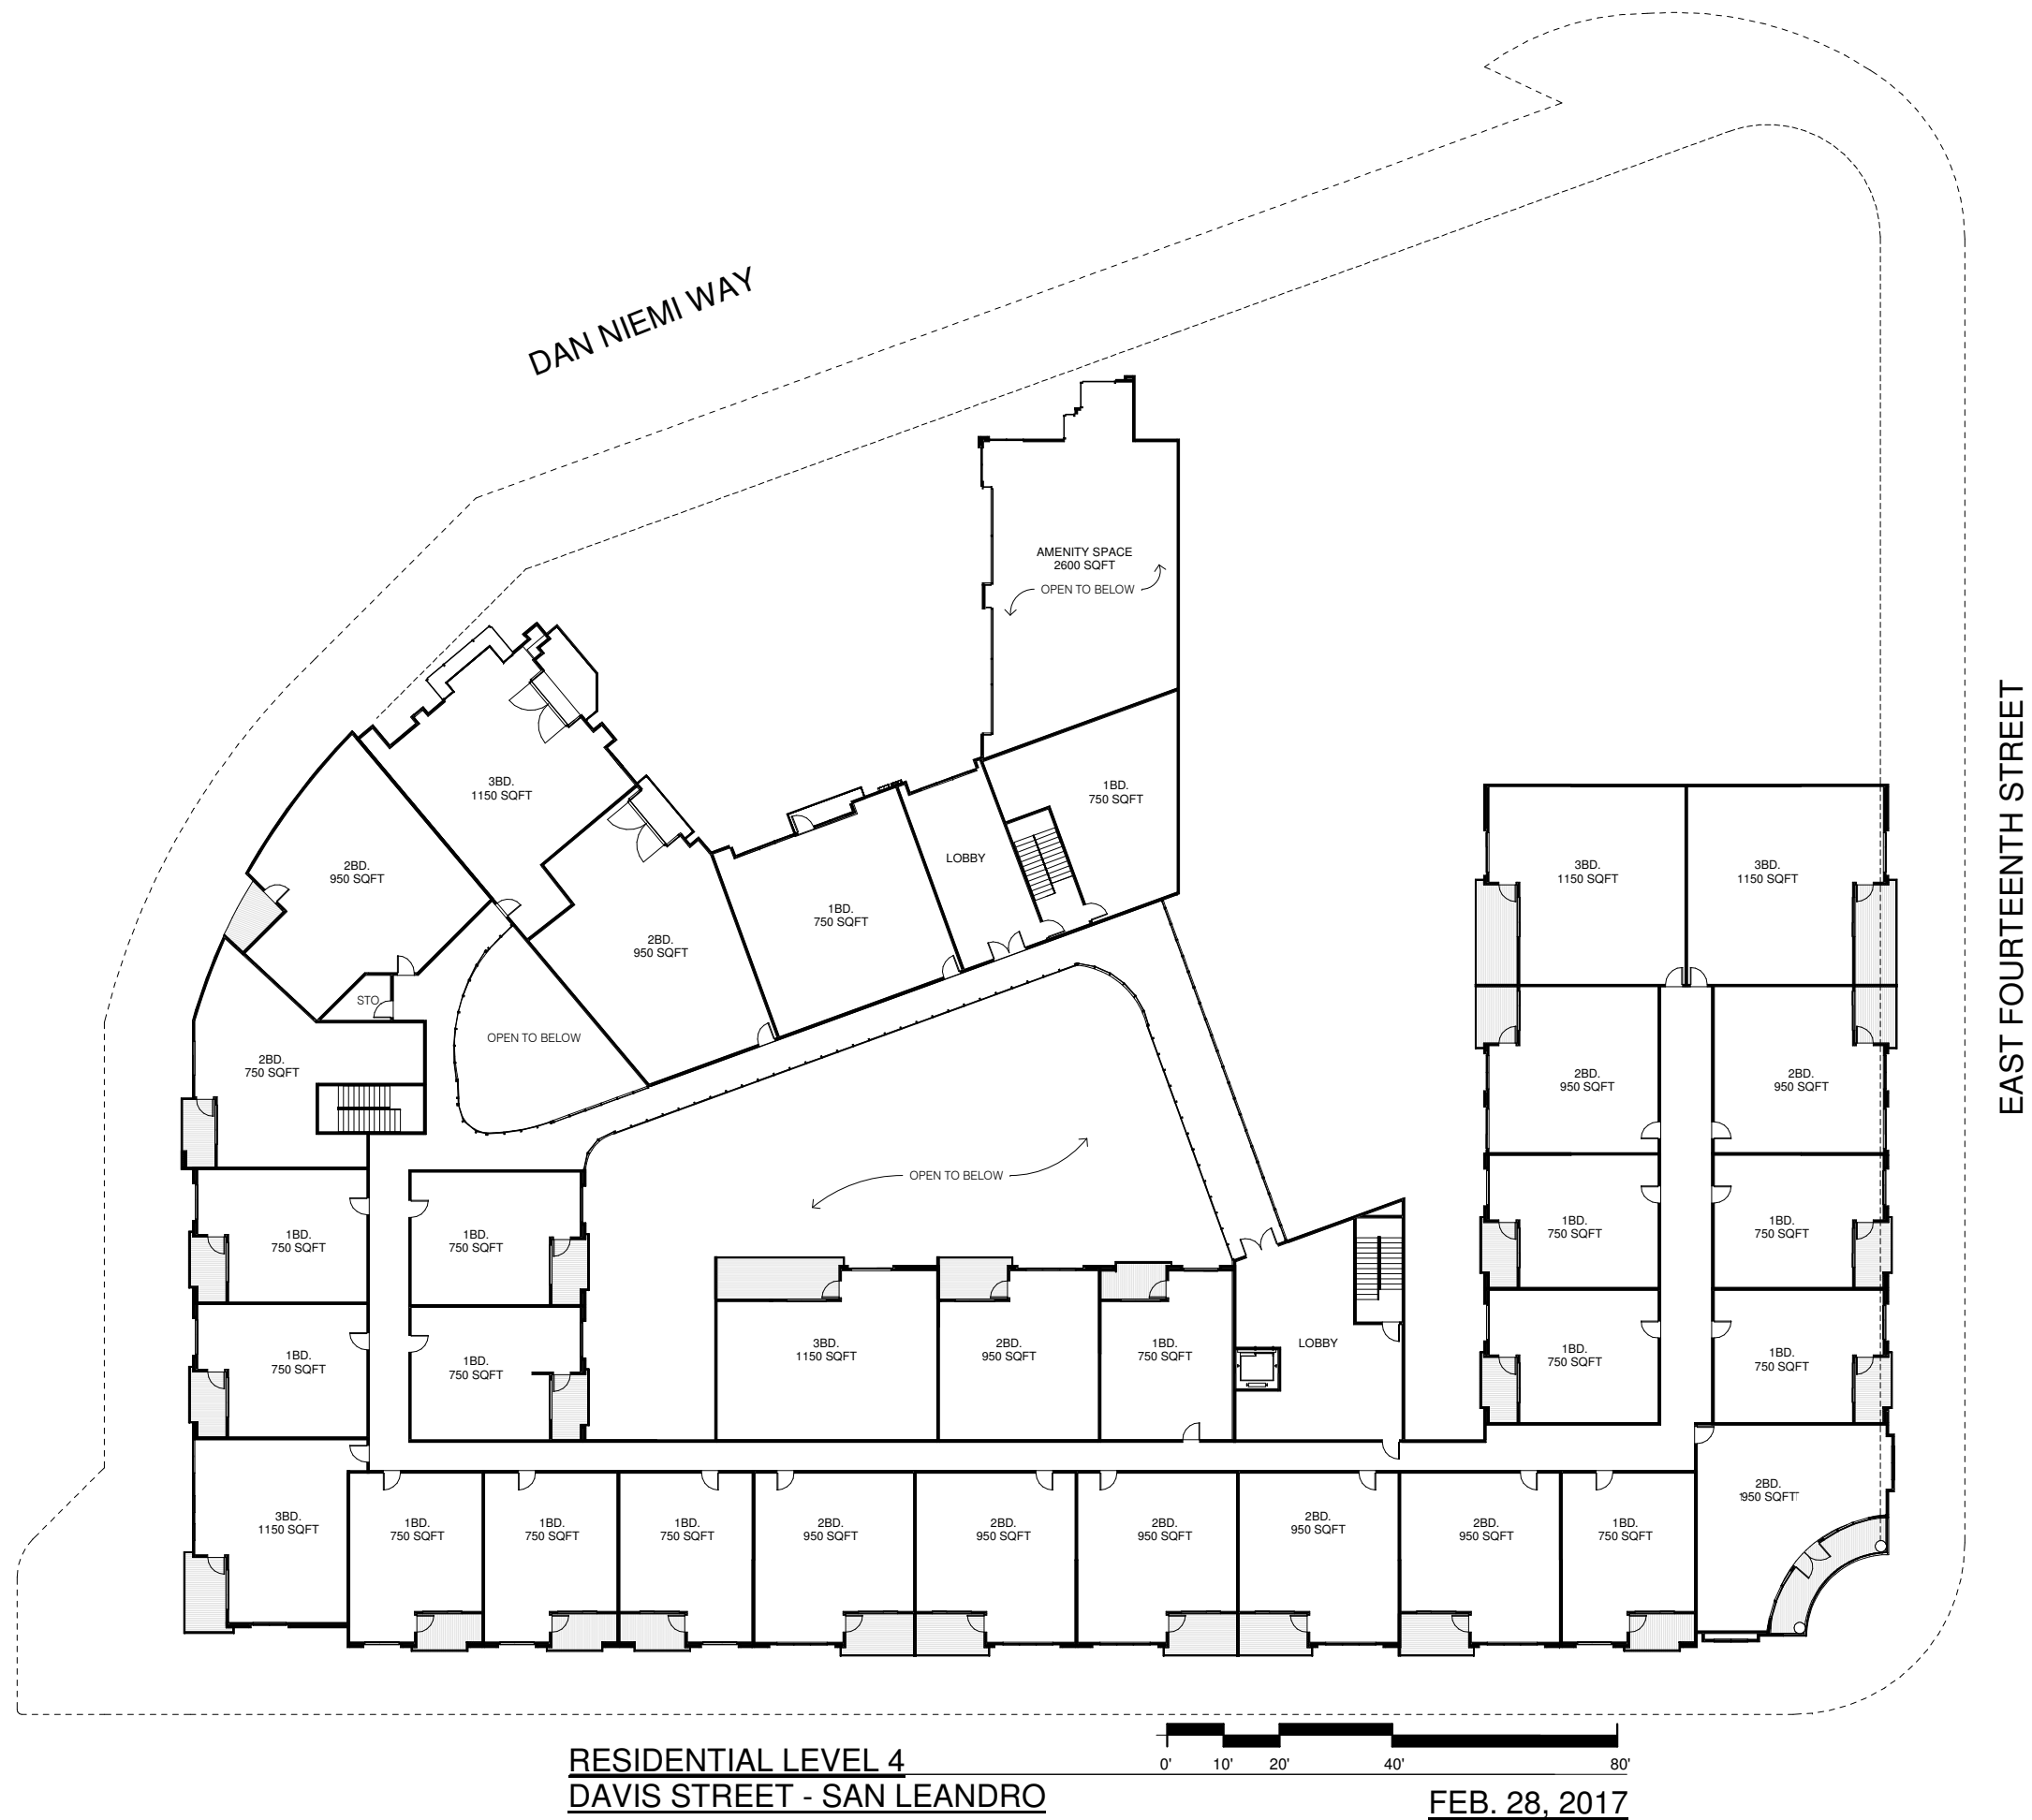 DAN NIEMI WAY
AMENITY SPACE
2600 SQFT
OPEN TO BELOW
EAST FOURTEENTH STREET
3BD.
1150 SQFT
1BD.
750 SQFT
2BD.
950 SQFT
LOBBY
3BD.
1150 SQFT
3BD.
1150 SQFT
1BD.
750 SQFT
2BD.
950 SQFT
STO
OPEN TO BELOW
2BD.
750 SQFT
2BD.
950 SQFT
2BD.
950 SQFT
OPEN TO BELOW
1BD.
750 SQFT
1BD.
750 SQFT
1BD.
750 SQFT
1BD.
750 SQFT
1BD.
750 SQFT
1BD.
750 SQFT
3BD.
1150 SQFT
2BD.
950 SQFT
1BD.
750 SQFT
LOBBY
1BD.
750 SQFT
1BD.
750 SQFT
3BD.
1150 SQFT
1BD.
750 SQFT
1BD.
750 SQFT
1BD.
750 SQFT
2BD.
950 SQFT
2BD.
950 SQFT
2BD.
950 SQFT
2BD.
950 SQFT
2BD.
950 SQFT
1BD.
750 SQFT
2BD.
950 SQFT
0' 10' 20' 40' 80'
RESIDENTIAL LEVEL 4
DAVIS STREET - SAN LEANDRO
FEB. 28, 2017